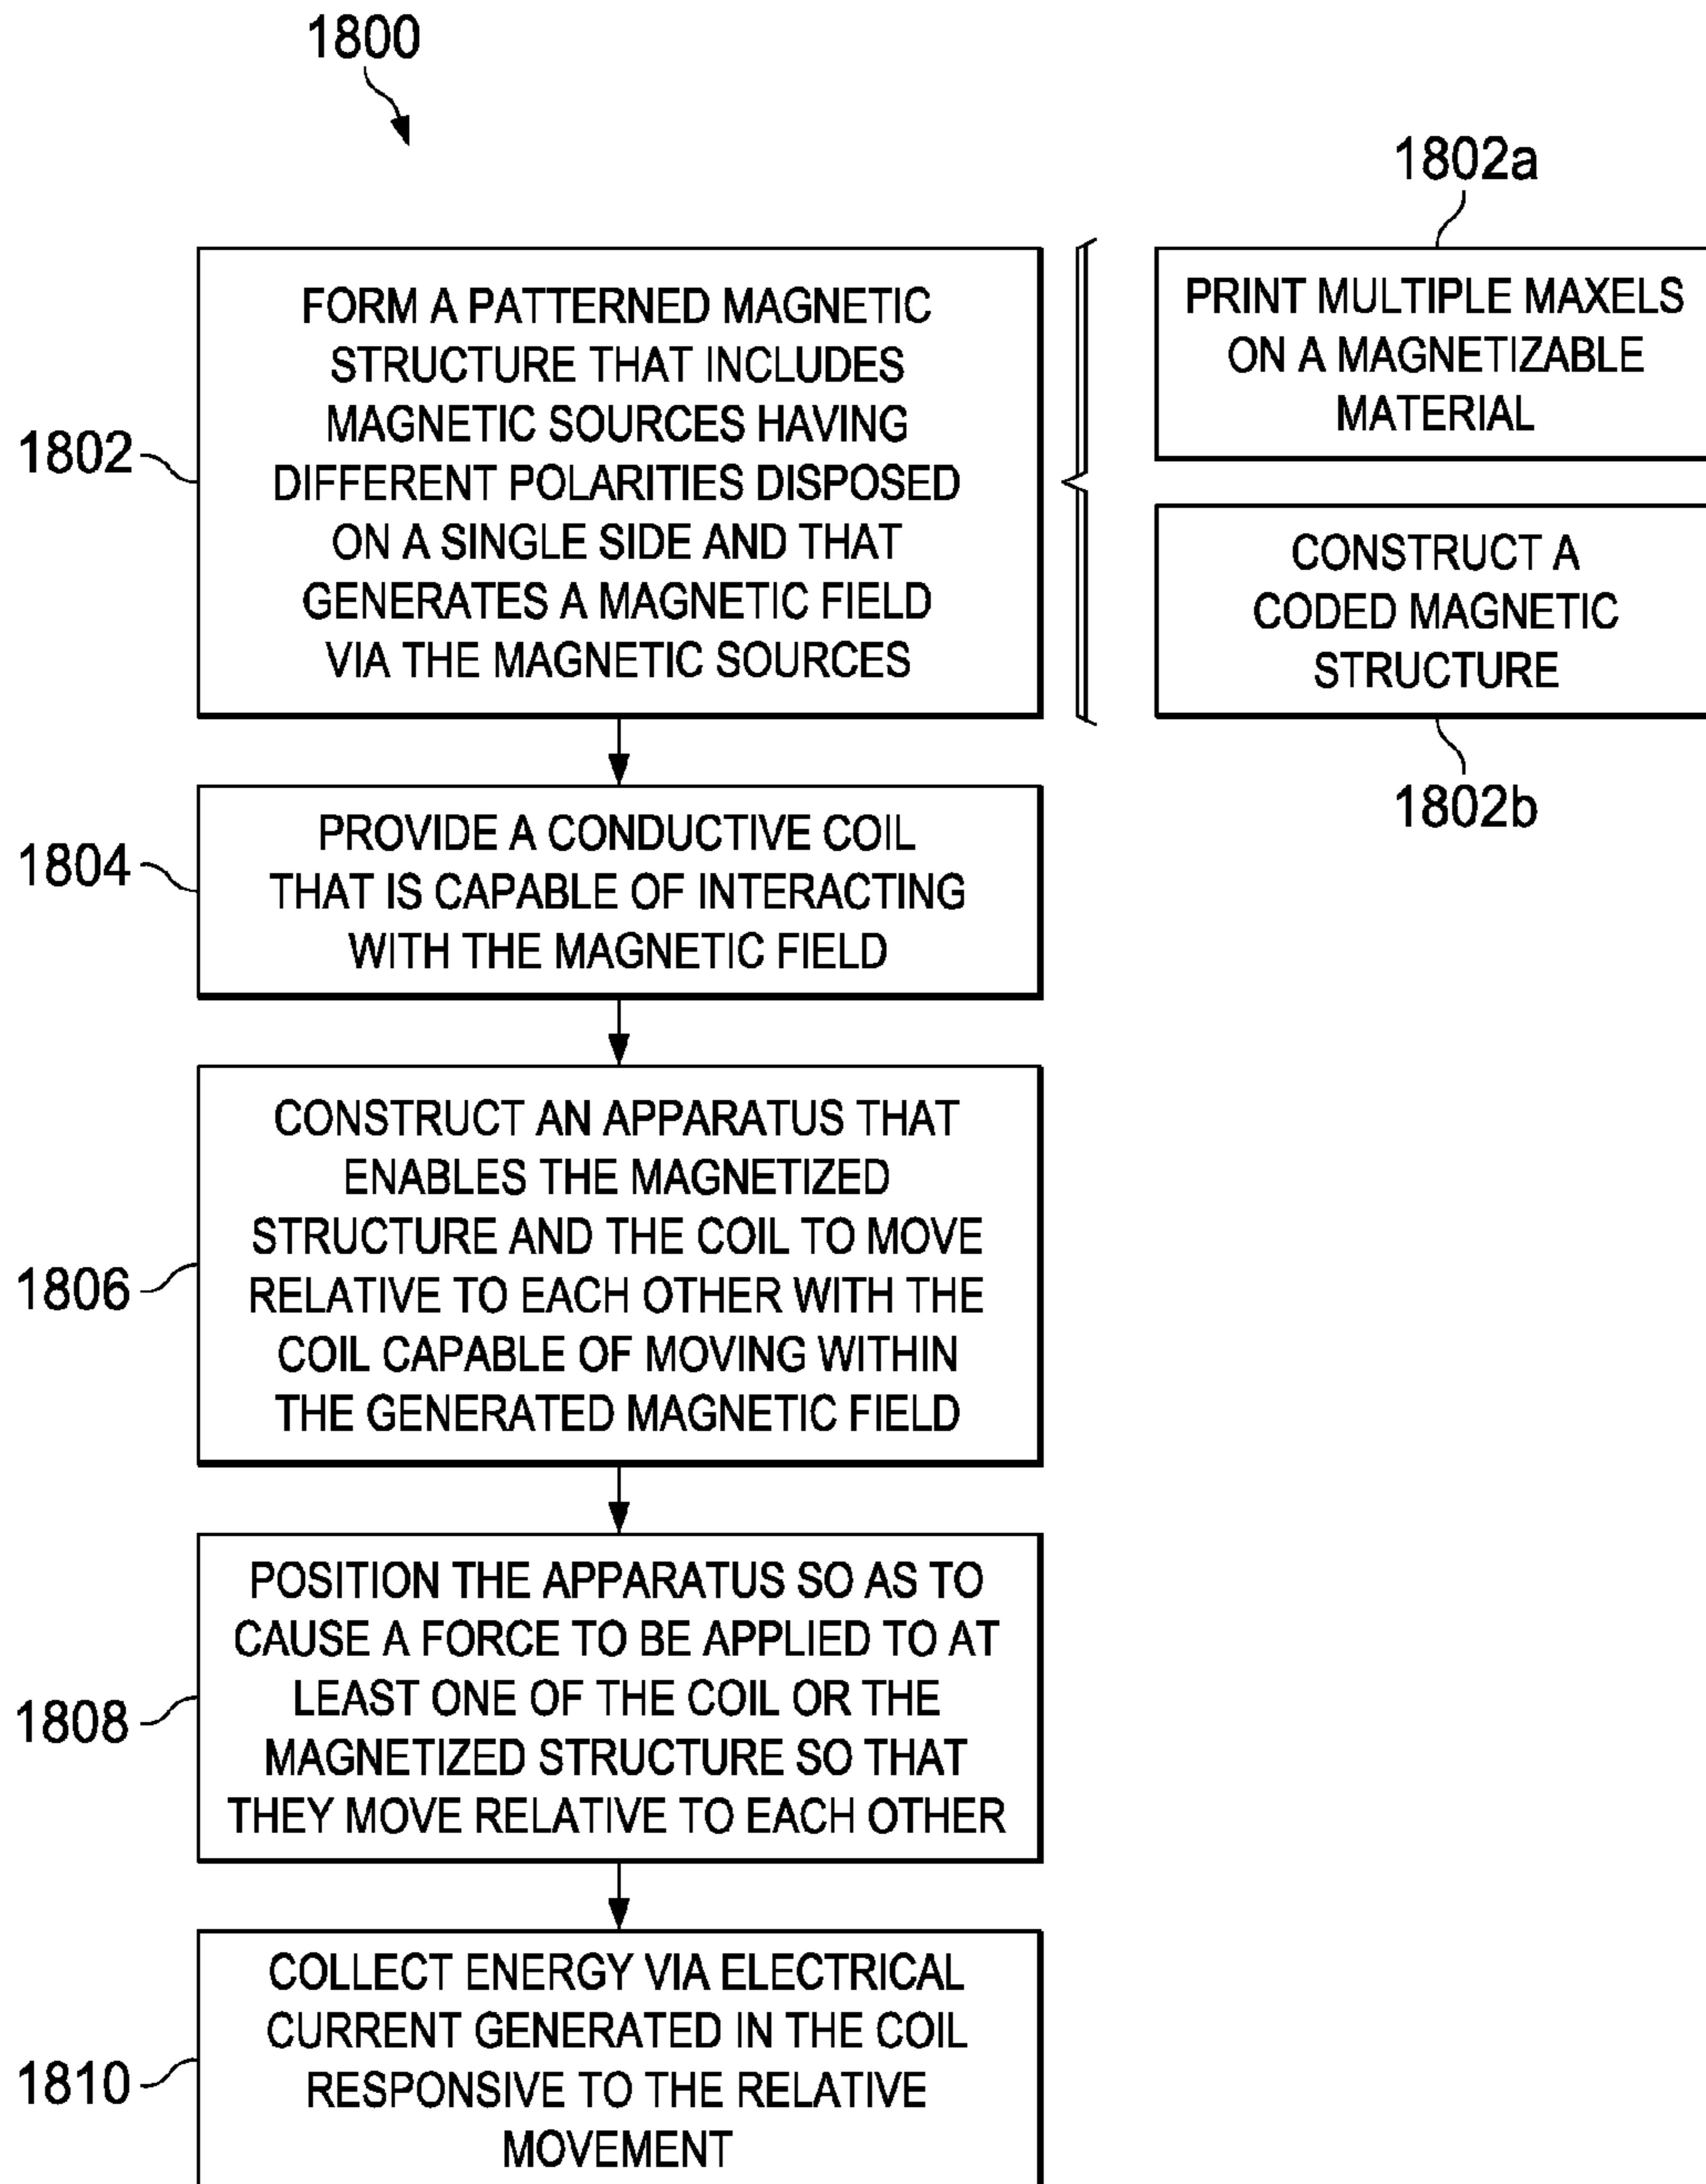 1800
1802a
1802
FORM A PATTERNED MAGNETIC
STRUCTURE THAT INCLUDES
MAGNETIC SOURCES HAVING
DIFFERENT POLARITIES DISPOSED
ON A SINGLE SIDE AND THAT
GENERATES A MAGNETIC FIELD
VIA THE MAGNETIC SOURCES
PRINT MULTIPLE MAXELS
ON A MAGNETIZABLE
MATERIAL
CONSTRUCT A
CODED MAGNETIC
STRUCTURE
1802b
1804
PROVIDE A CONDUCTIVE COIL
THAT IS CAPABLE OF INTERACTING
WITH THE MAGNETIC FIELD
1806
CONSTRUCT AN APPARATUS THAT
ENABLES THE MAGNETIZED
STRUCTURE AND THE COIL TO MOVE
RELATIVE TO EACH OTHER WITH THE
COIL CAPABLE OF MOVING WITHIN
THE GENERATED MAGNETIC FIELD
1808
POSITION THE APPARATUS SO AS TO
CAUSE A FORCE TO BE APPLIED TO AT
LEAST ONE OF THE COIL OR THE
MAGNETIZED STRUCTURE SO THAT
THEY MOVE RELATIVE TO EACH OTHER
1810
COLLECT ENERGY VIA ELECTRICAL
CURRENT GENERATED IN THE COIL
RESPONSIVE TO THE RELATIVE
MOVEMENT